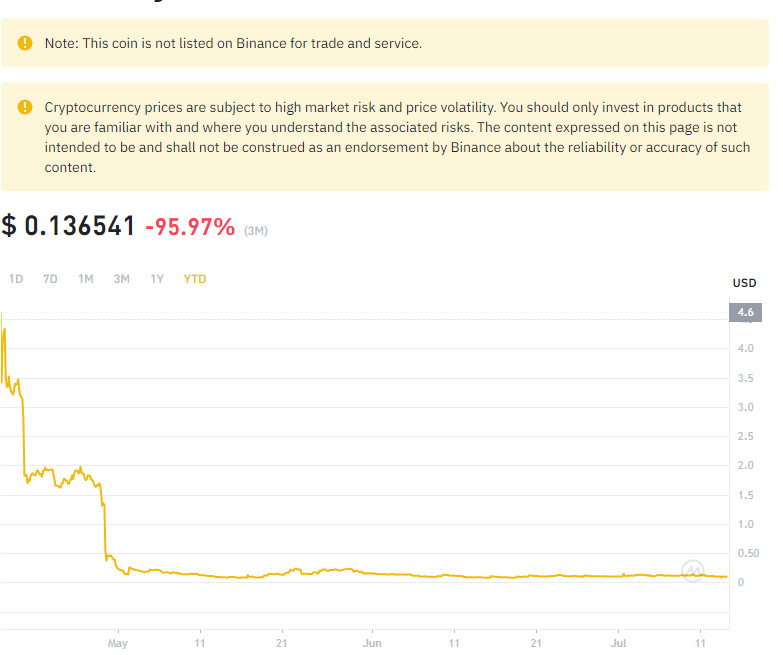 Note: This coin is not listed on Binance for trade and service.
Cryptocurrency prices are subject to high market risk and price volatility. You should only invest in products that
you are familiar with and where you understand the associated risks. The content expressed on this page is not
intended to be and shall not be construed as an endorsement by Binance about the reliability or accuracy of such
content.
$ 0.136541 -95.97% (3M)
1D 7D 1M 3M 1Y YTD
USD
4.6
4.0
3.5
3.0
2.5
2.0
1.5
1.0
0.50
0
May 11 21 Jun 11 21 Jul 11